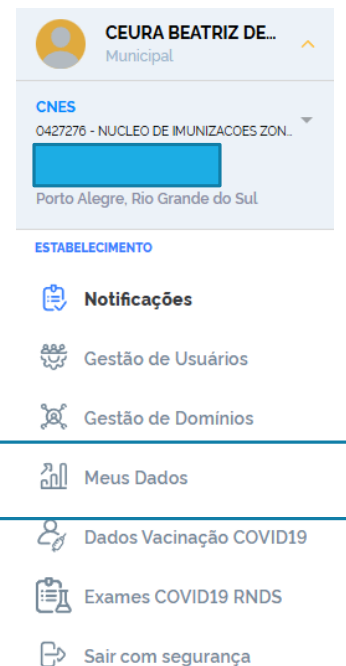 CEURA BEATRIZ DE...
Municipal
CNES
0427276 - NUCLEO DE IMUNIZACOES ZON..
Porto Alegre, Rio Grande do Sul
ESTABELECIMENTO
Notificações
Gestão de Usuários
Gestão de Domínios
Meus Dados
Dados Vacinação COVID19
Exames COVID19 RNDS
Sair com segurança